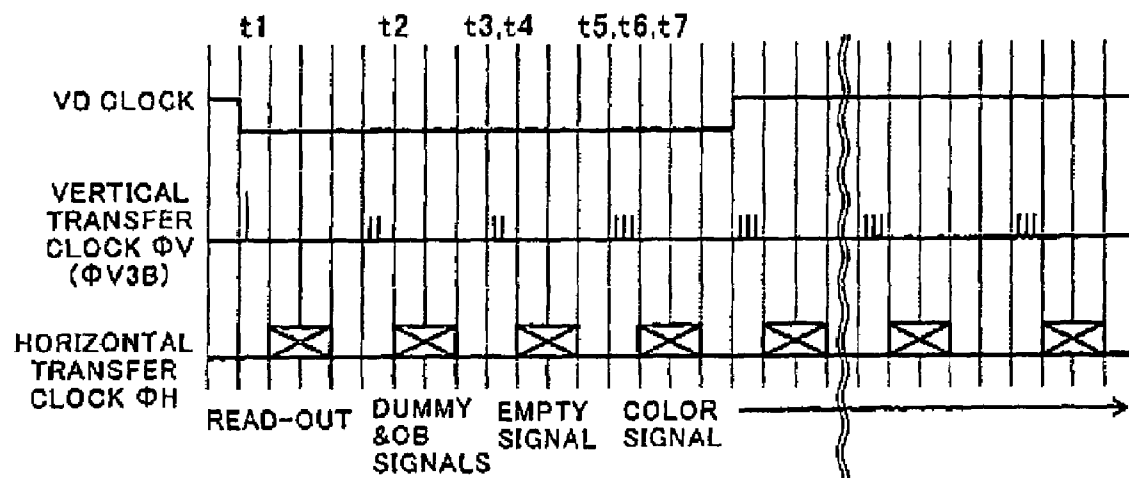 t1 t2 t3,t4 t5,t6,t7
VD CLOCK
VERTICAL
TRANSFER
CLOCK ΦV
(ΦV3B)
HORIZONTAL
TRANSFER
CLOCK ΦH
READ-OUT
DUMMY
&OB
SIGNALS
EMPTY
SIGNAL
COLOR
SIGNAL